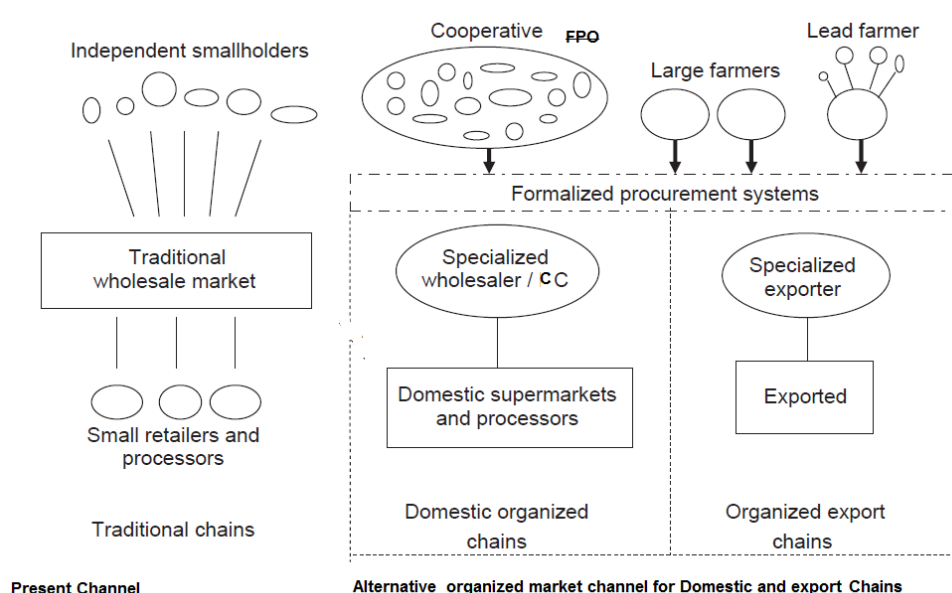 Independent smallholders
Cooperative FPO
Large farmers
Lead farmer
Formalized procurement systems
Traditional
wholesale market
Specialized
wholesaler / CC
Specialized
exporter
Domestic supermarkets
and processors
Exported
Small retailers and
processors
Traditional chains
Domestic organized
chains
Organized export
chains
Present Channel
Alternative organized market channel for Domestic and export Chains